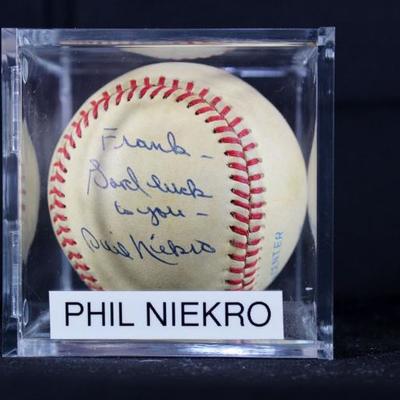 Frank -
Good luck
to you -
Phil Niekro
PHIL NIEKRO